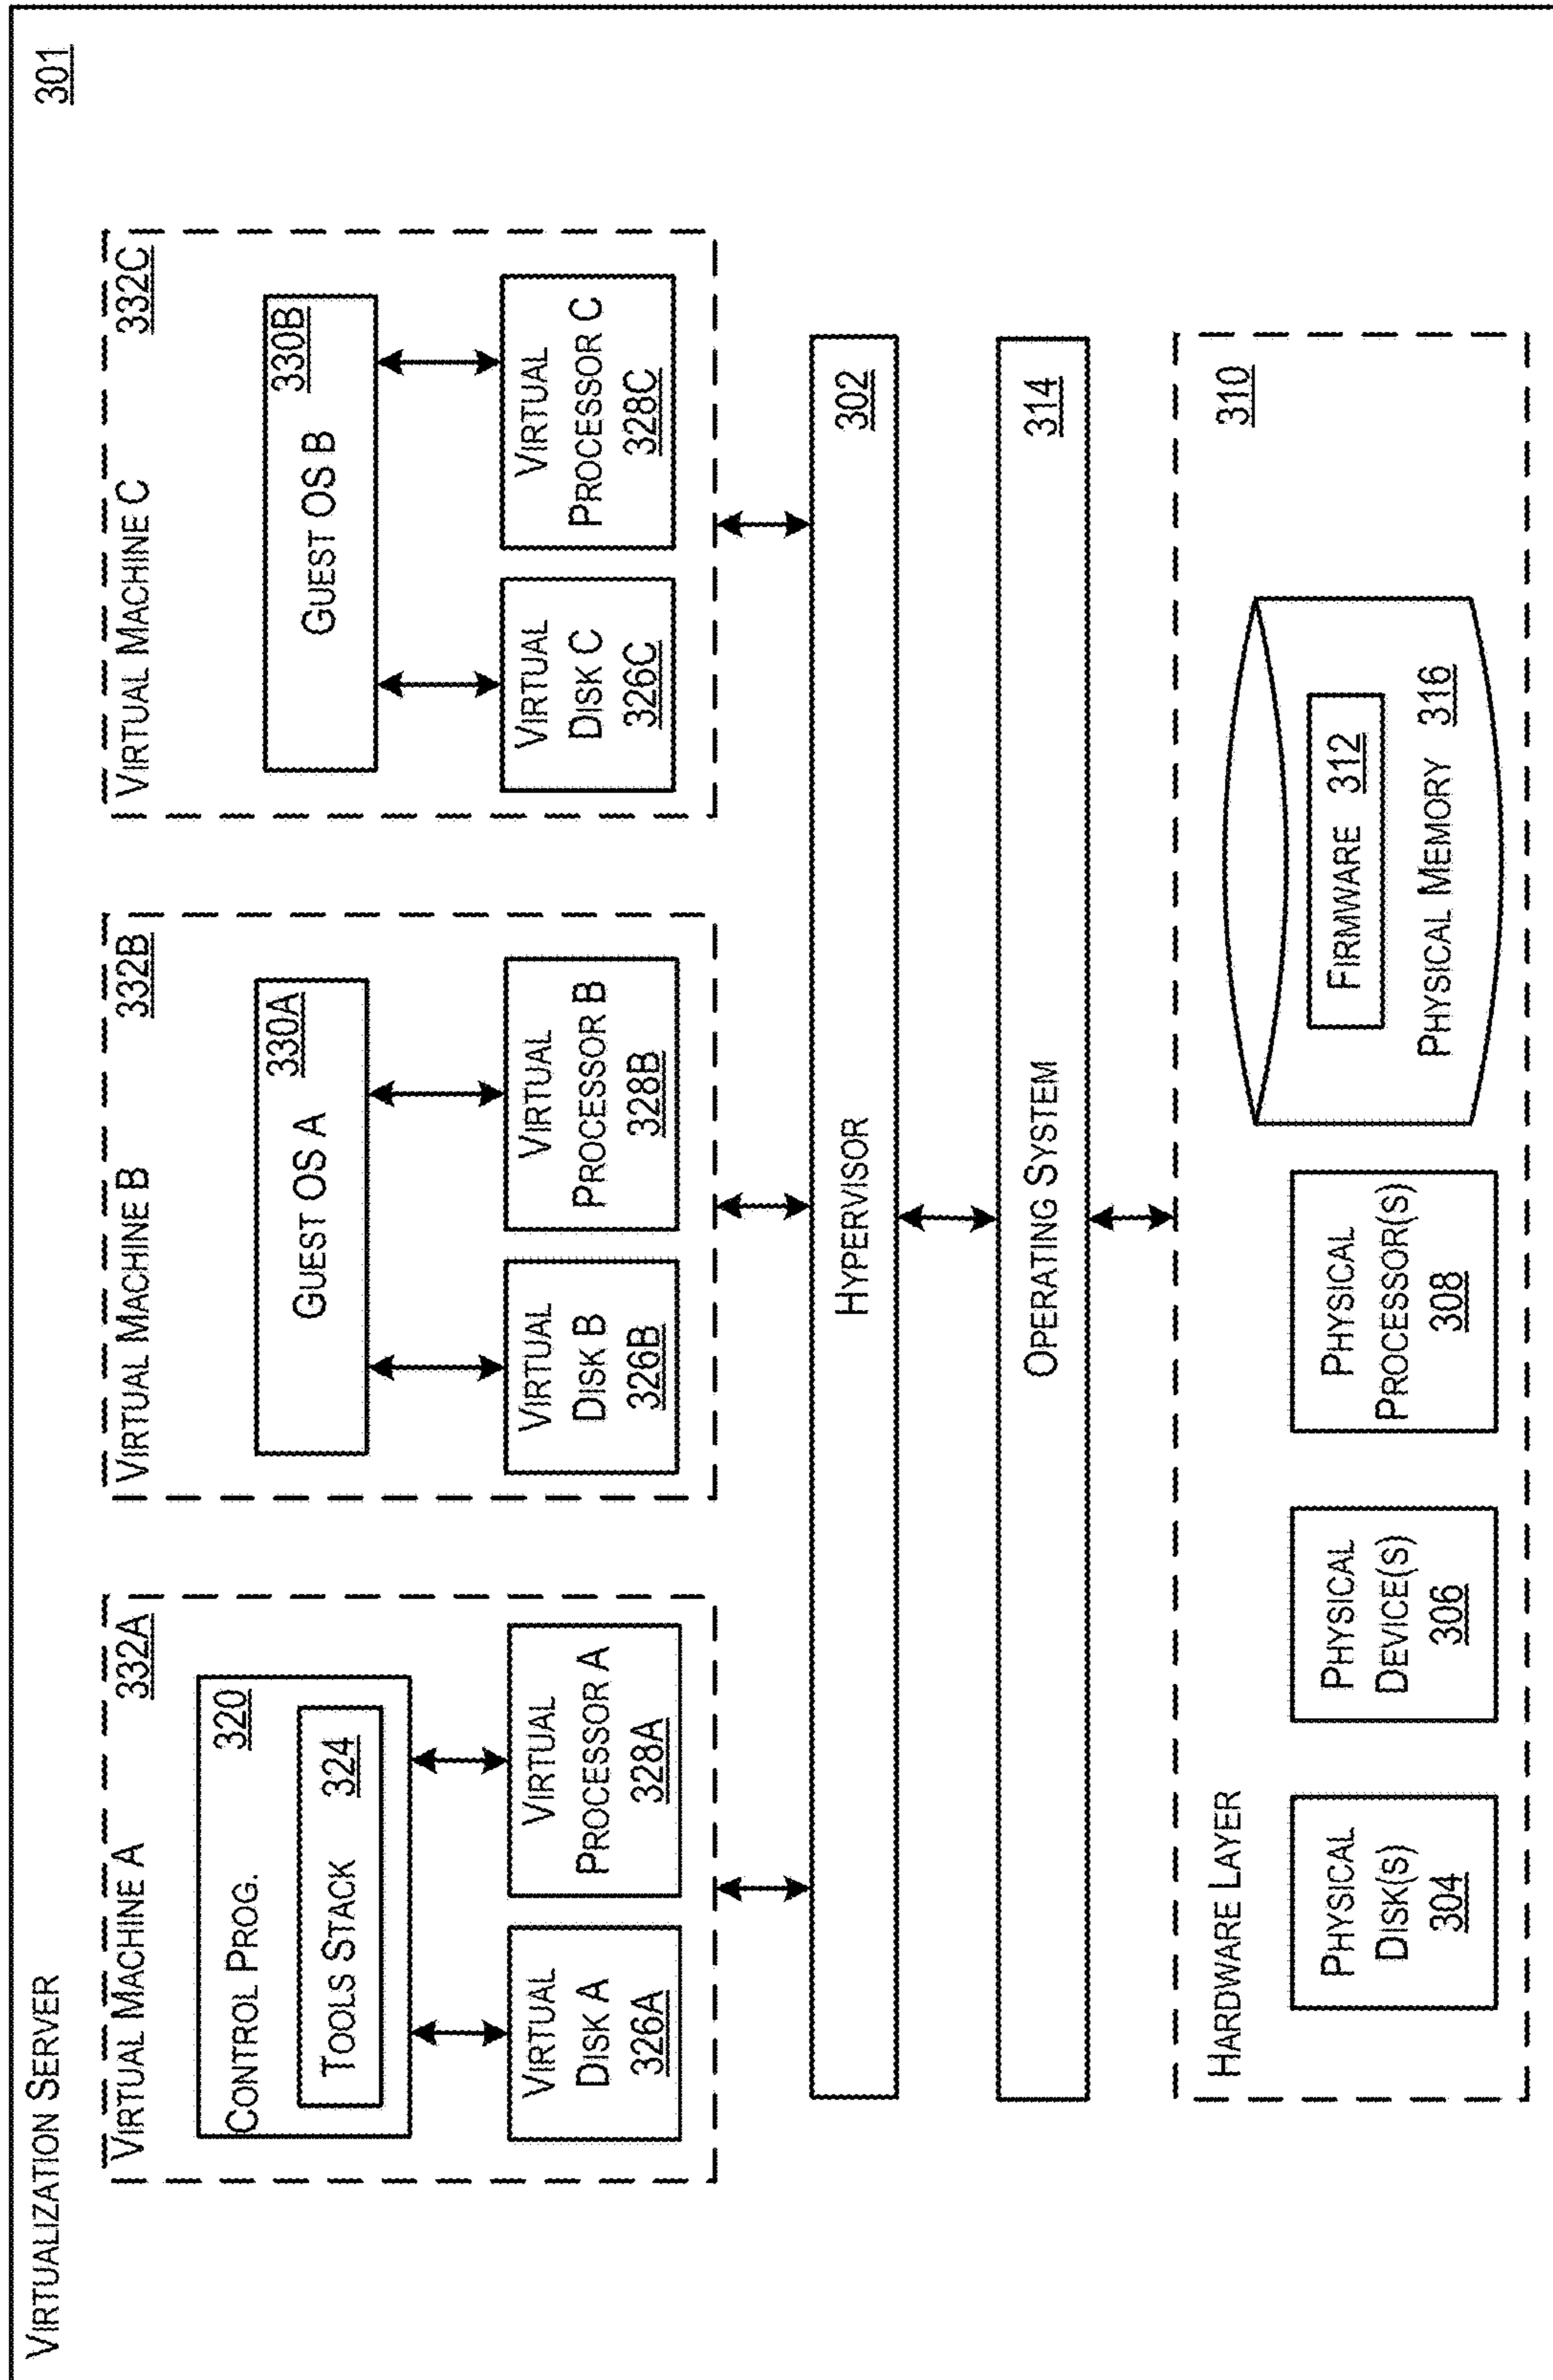 VIRTUALIZATION SERVER
301
VIRTUAL MACHINE A
332A
CONTROL PROG.
320
TOOLS STACK
324
VIRTUAL
DISK A
326A
VIRTUAL
PROCESSOR A
328A
VIRTUAL MACHINE B
332B
GUEST OS A
330A
VIRTUAL
DISK B
326B
VIRTUAL
PROCESSOR B
328B
VIRTUAL MACHINE C
332C
GUEST OS B
330B
VIRTUAL
DISK C
326C
VIRTUAL
PROCESSOR C
328C
HYPERVISOR
302
OPERATING SYSTEM
314
HARDWARE LAYER
310
PHYSICAL
DISK(S)
304
PHYSICAL
DEVICE(S)
306
PHYSICAL
PROCESSOR(S)
308
FIRMWARE 312
PHYSICAL MEMORY 316